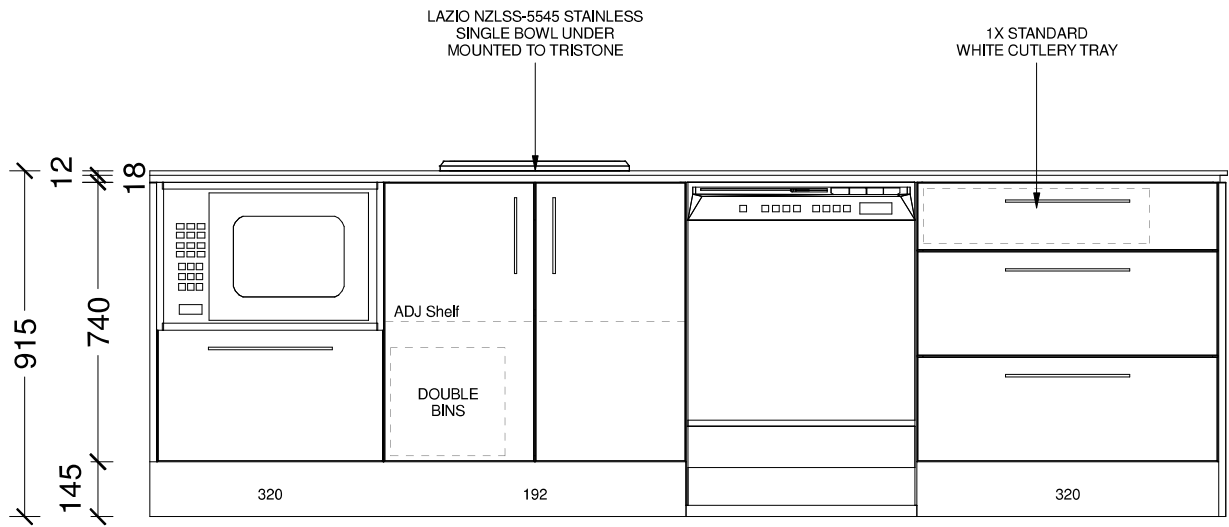 LAZIO NZLSS-5545 STAINLESS
SINGLE BOWL UNDER
MOUNTED TO TRISTONE
1X STANDARD
WHITE CUTLERY TRAY
12
18
915
740
145
ADJ Shelf
DOUBLE
BINS
320
192
320